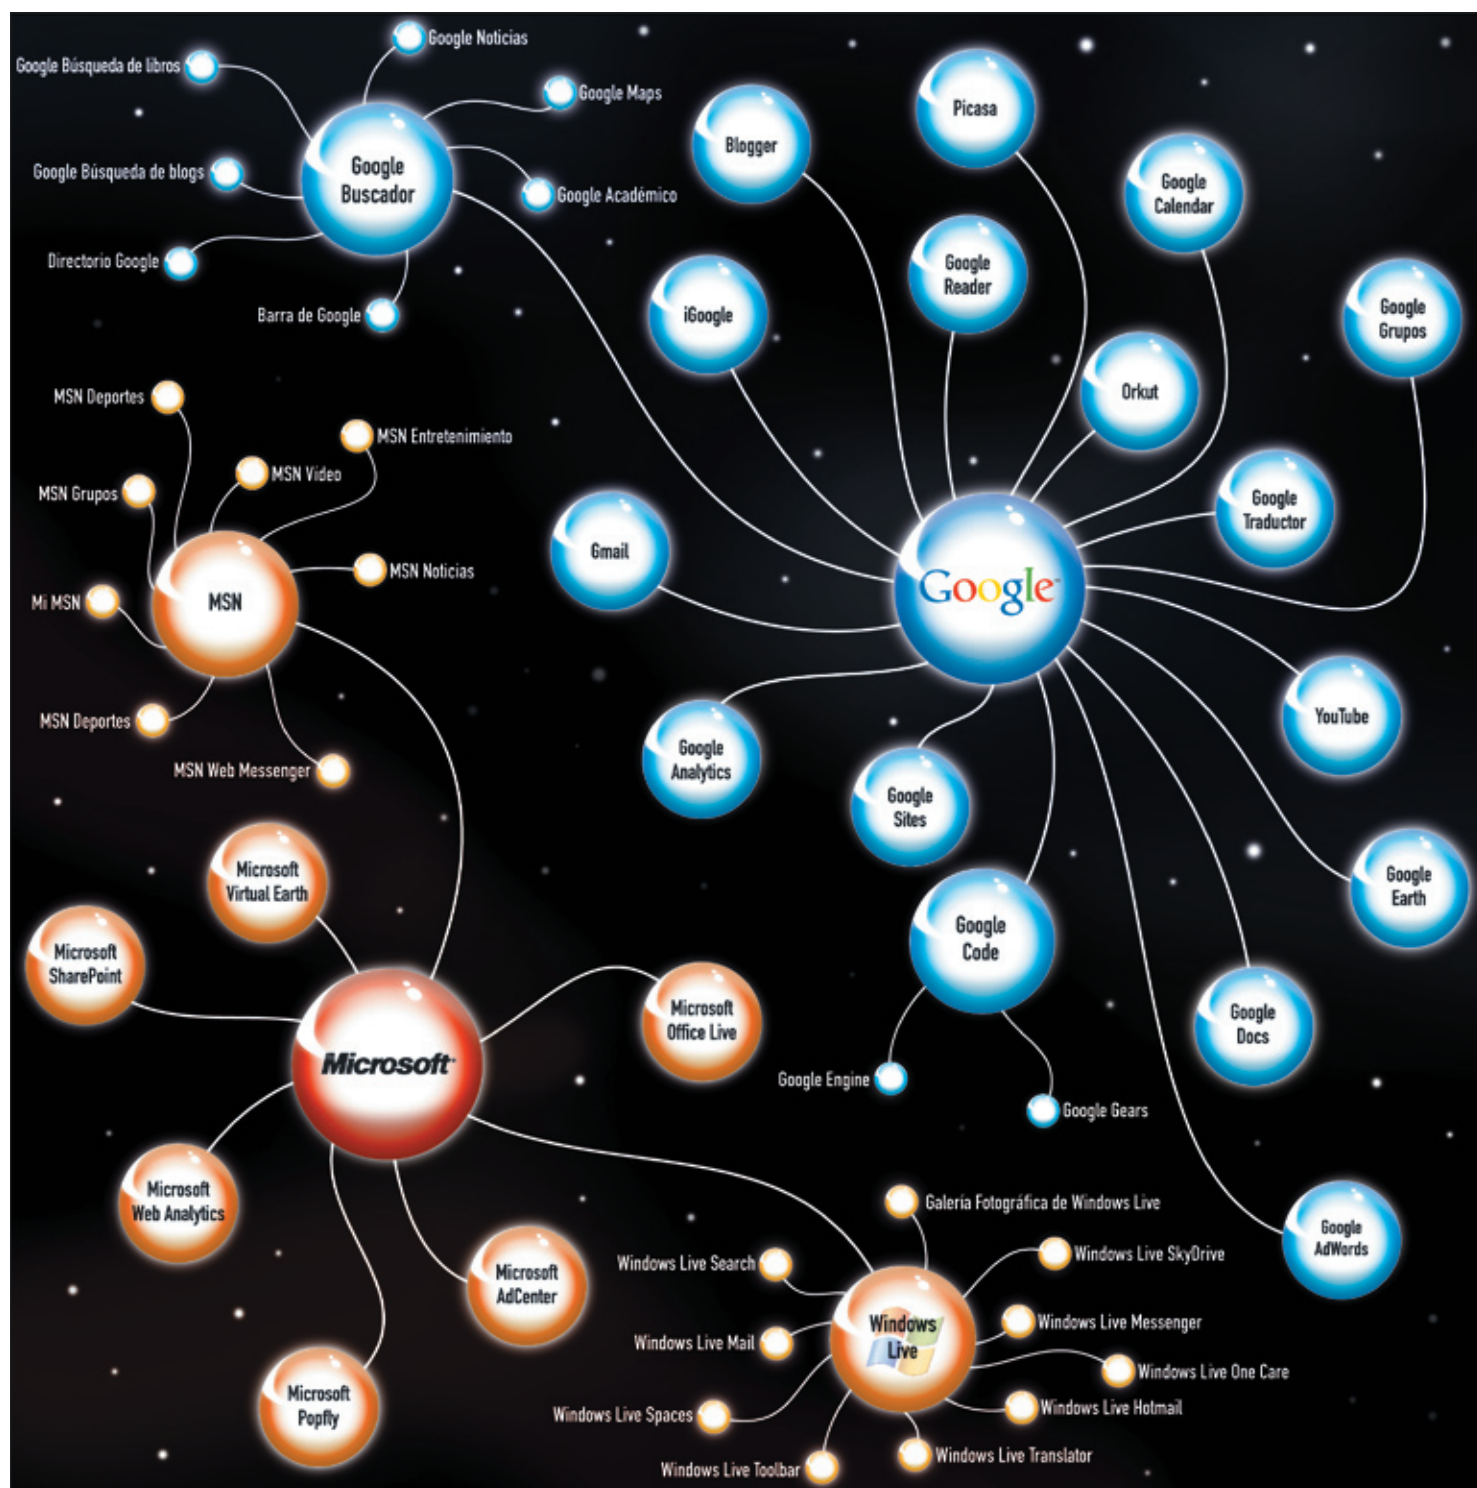 Google Noticias
Google Búsqueda de libros
Google Maps
Google
Buscador
Google Búsqueda de blogs
Google Académico
Directorio Google
Barra de Google
Blogger
Picasa
Google
Calendar
Google
Reader
iGoogle
Google
Grupos
Orkut
Google
Traductor
Gmail
Google™
YouTube
Google
Analytics
Google
Sites
Google
Earth
Google
Code
Google
Docs
Google Engine
Google Gears
Google
AdWords
MSN Deportes
MSN Entretenimiento
MSN Vídeo
MSN Grupos
MSN Noticias
Mi MSN
MSN
MSN Deportes
MSN Web Messenger
Microsoft
Virtual Earth
Microsoft
SharePoint
Microsoft
Office Live
Microsoft
Microsoft
Web Analytics
Microsoft
AdCenter
Microsoft
Popfly
Galería Fotográfica de Windows Live
Windows Live Search
Windows Live SkyDrive
Windows
Live
Windows Live Messenger
Windows Live Mail
Windows Live One Care
Windows Live Spaces
Windows Live Hotmail
Windows Live Translator
Windows Live Toolbar